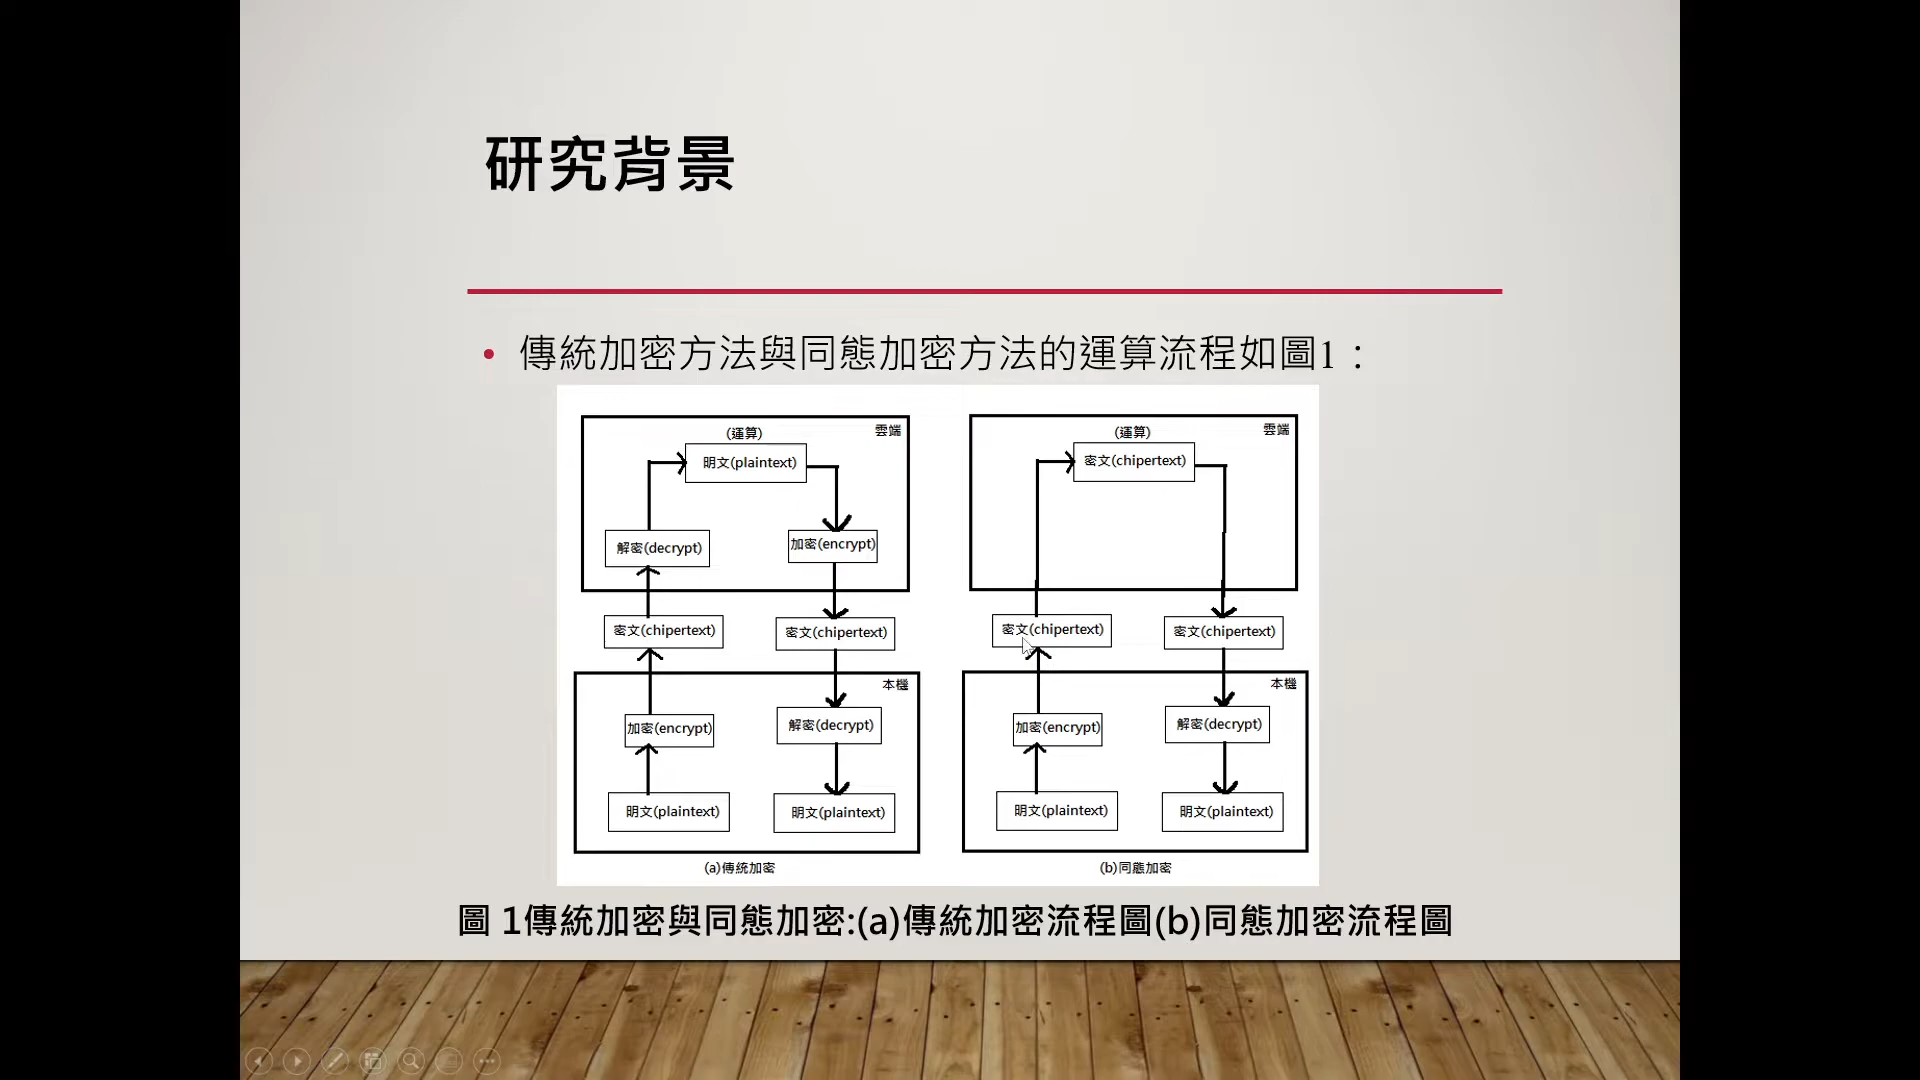 研究背景
• 傳統加密方法與同態加密方法的運算流程如圖1：
(運算)
雲端
明文(plaintext)
解密(decrypt)
加密(encrypt)
密文(chipertext)
密文(chipertext)
本機
加密(encrypt)
解密(decrypt)
明文(plaintext)
明文(plaintext)
(a)傳統加密
(運算)
雲端
密文(chipertext)
密文(chipertext)
密文(chipertext)
本機
加密(encrypt)
解密(decrypt)
明文(plaintext)
明文(plaintext)
(b)同態加密
圖 1傳統加密與同態加密:(a)傳統加密流程圖(b)同態加密流程圖